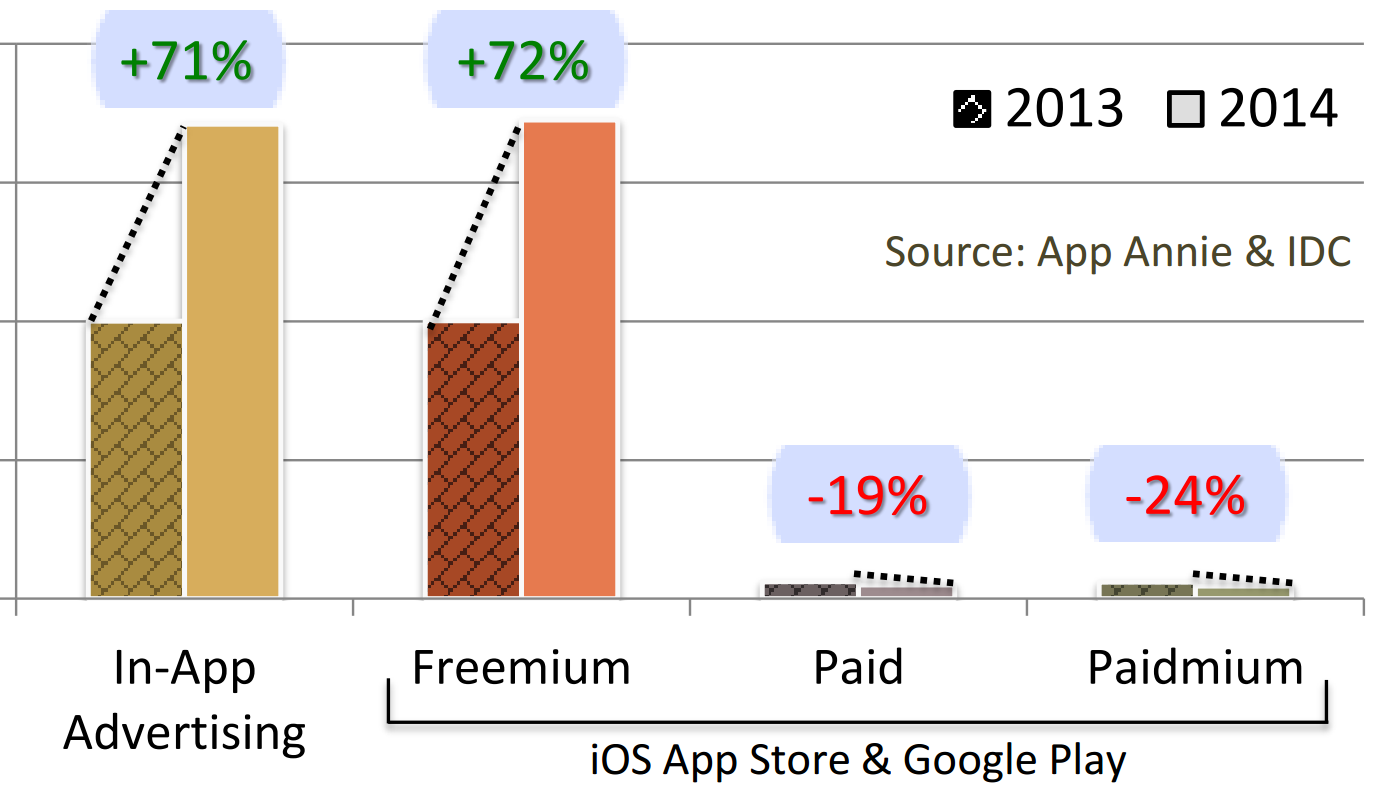 +71%
+72%
2013 2014
Source: App Annie & IDC
-19%
-24%
In-App
Advertising
Freemium
Paid
Paidmium
iOS App Store & Google Play